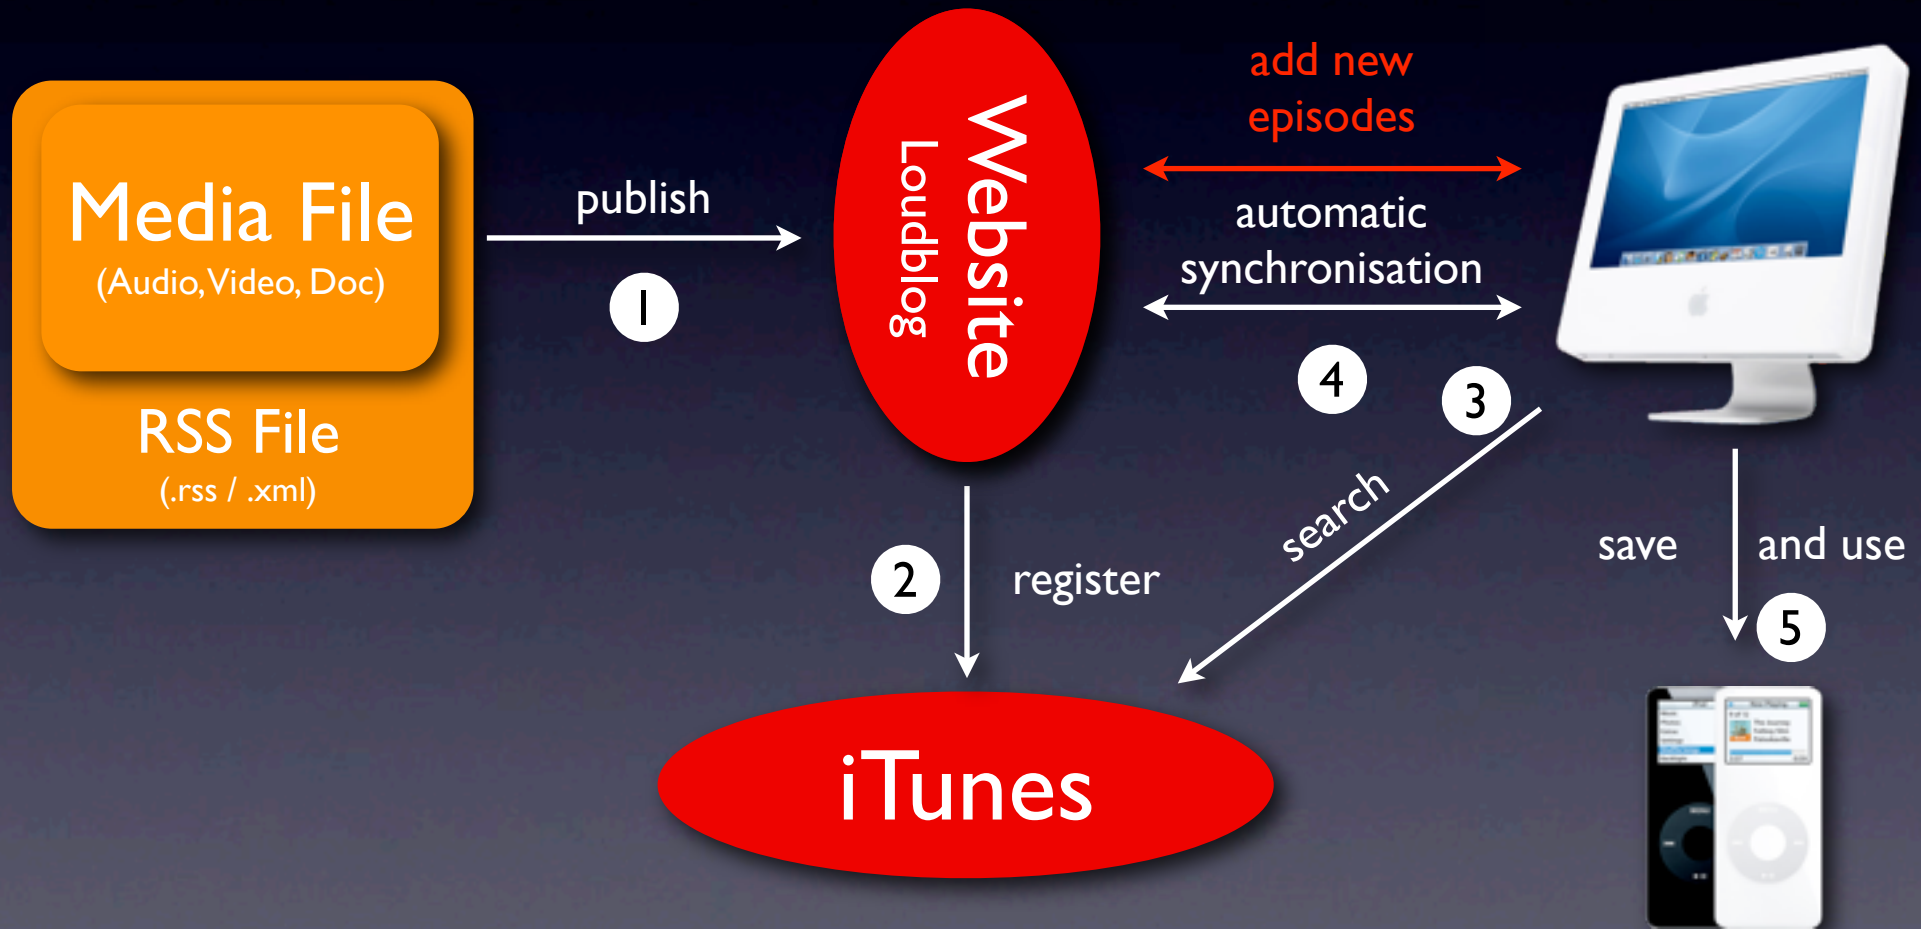 Media File
(Audio, Video, Doc)
RSS File
(.rss / .xml)
publish
1
Website
Loudblog
add new
episodes
automatic
synchronisation
4
3
search
2
register
save
and use
5
iTunes